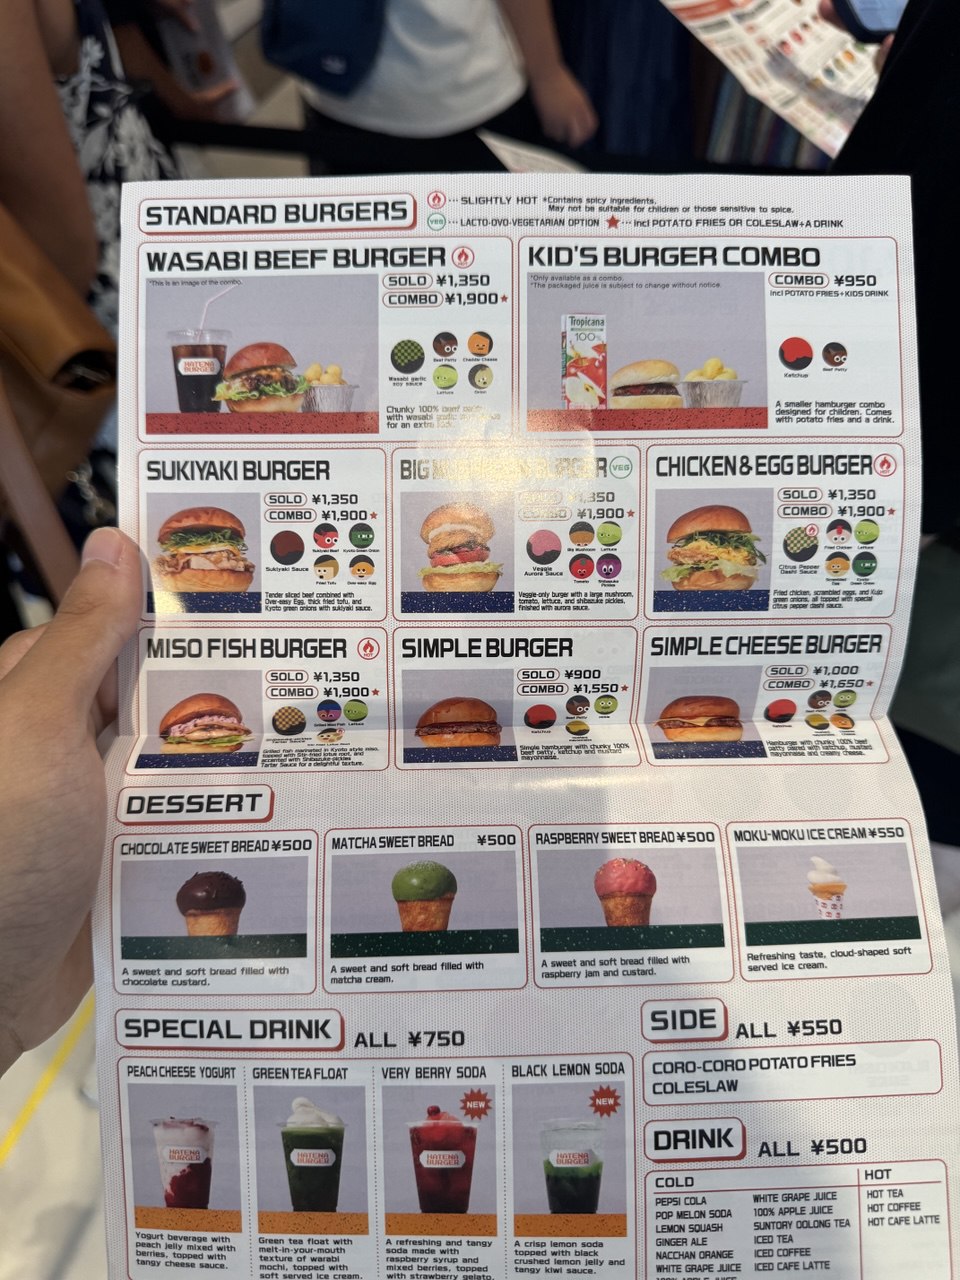 STANDARD BURGERS
HOT ··· SLIGHTLY HOT *Contains spicy ingredients.
May not be suitable for children or those sensitive to spice.
VEG ··· LACTO-OVO-VEGETARIAN OPTION ★ ··· incl POTATO FRIES OR COLESLAW+A DRINK
WASABI BEEF BURGER HOT
*This is an image of the combo.
SOLO ¥1,350
COMBO ¥1,900★
HATENA
BURGER
Beef Patty
Cheddar Cheese
Wasabi garlic
soy sauce
Lettuce
Onion
Chunky 100% beef
with wasabi
for an extra
KID'S BURGER COMBO
*Only available as a combo.
*The packaged juice is subject to change without notice.
COMBO ¥950
incl POTATO FRIES+KIDS DRINK
Tropicana
100%
Ketchup
Beef Patty
A smaller hamburger combo
designed for children. Comes
with potato fries and a drink.
SUKIYAKI BURGER
SOLO ¥1,350
COMBO ¥1,900★
Sukiyaki Sauce
Sukiyaki Beef
Kyoto Green Onion
Fried Tofu
Over-easy Egg
Tender sliced beef combined with
Over-easy Egg, thick fried tofu, and
Kyoto green onions with sukiyaki sauce.
BIG BURGER VEG
SOLO ¥1,350
COMBO ¥1,900★
Veggie
Aurora Sauce
Big Mushroom
Lettuce
Tomato
Shibazuke
Pickles
Veggie-only burger with a large mushroom,
tomato, lettuce, and shibazuke pickles,
finished with aurora sauce.
CHICKEN & EGG BURGER HOT
SOLO ¥1,350
COMBO ¥1,900★
Citrus Pepper
Dashi Sauce
Fried Chicken
Lettuce
Scrambled
Egg
Kujo
Green Onion
Fried chicken, scrambled eggs, and Kujo
green onions, all topped with special
citrus pepper dashi sauce.
MISO FISH BURGER HOT
SOLO ¥1,350
COMBO ¥1,900★
Tartar Sauce
Grilled Miso Fish
Lettuce
Grilled fish marinated in Kyoto style miso,
topped with Stir-fried lotus root, and
accented with Shibazuke-pickles
Tartar Sauce for a delightful texture.
SIMPLE BURGER
SOLO ¥900
COMBO ¥1,550★
Ketchup
Beef Patty
Simple hamburger with chunky 100%
beef patty, ketchup and mustard
mayonnaise.
SIMPLE CHEESE BURGER
SOLO ¥1,000
COMBO ¥1,650★
Ketchup
Hamburger with chunky 100% beef
patty paired with ketchup, mustard
mayonnaise and creamy cheese.
DESSERT
CHOCOLATE SWEET BREAD ¥500
A sweet and soft bread filled with
chocolate custard.
MATCHA SWEET BREAD ¥500
A sweet and soft bread filled with
matcha cream.
RASPBERRY SWEET BREAD ¥500
A sweet and soft bread filled with
raspberry jam and custard.
MOKU-MOKU ICE CREAM ¥550
Refreshing taste, cloud-shaped soft
served ice cream.
SPECIAL DRINK ALL ¥750
PEACH CHEESE YOGURT
HATENA
BURGER
Yogurt beverage with
peach jelly mixed with
berries, topped with
tangy cheese sauce.
GREEN TEA FLOAT
HATENA
BURGER
Green tea float with
melt-in-your-mouth
texture of warabi
mochi, topped with
soft served ice cream.
VERY BERRY SODA
NEW
HATENA
BURGER
A refreshing and tangy
soda made with
raspberry syrup and
mixed berries, topped
with strawberry gelato.
BLACK LEMON SODA
NEW
HATENA
BURGER
A crisp lemon soda
topped with black
crushed lemon jelly and
tangy kiwi sauce.
SIDE ALL ¥550
CORO-CORO POTATO FRIES
COLESLAW
DRINK ALL ¥500
COLD
PEPSI COLA
POP MELON SODA
LEMON SQUASH
GINGER ALE
NACCHAN ORANGE
100% APPLE JUICE
WHITE GRAPE JUICE
100% APPLE JUICE
SUNTORY OOLONG TEA
ICED TEA
ICED COFFEE
ICED CAFE LATTE
HOT
HOT TEA
HOT COFFEE
HOT CAFE LATTE